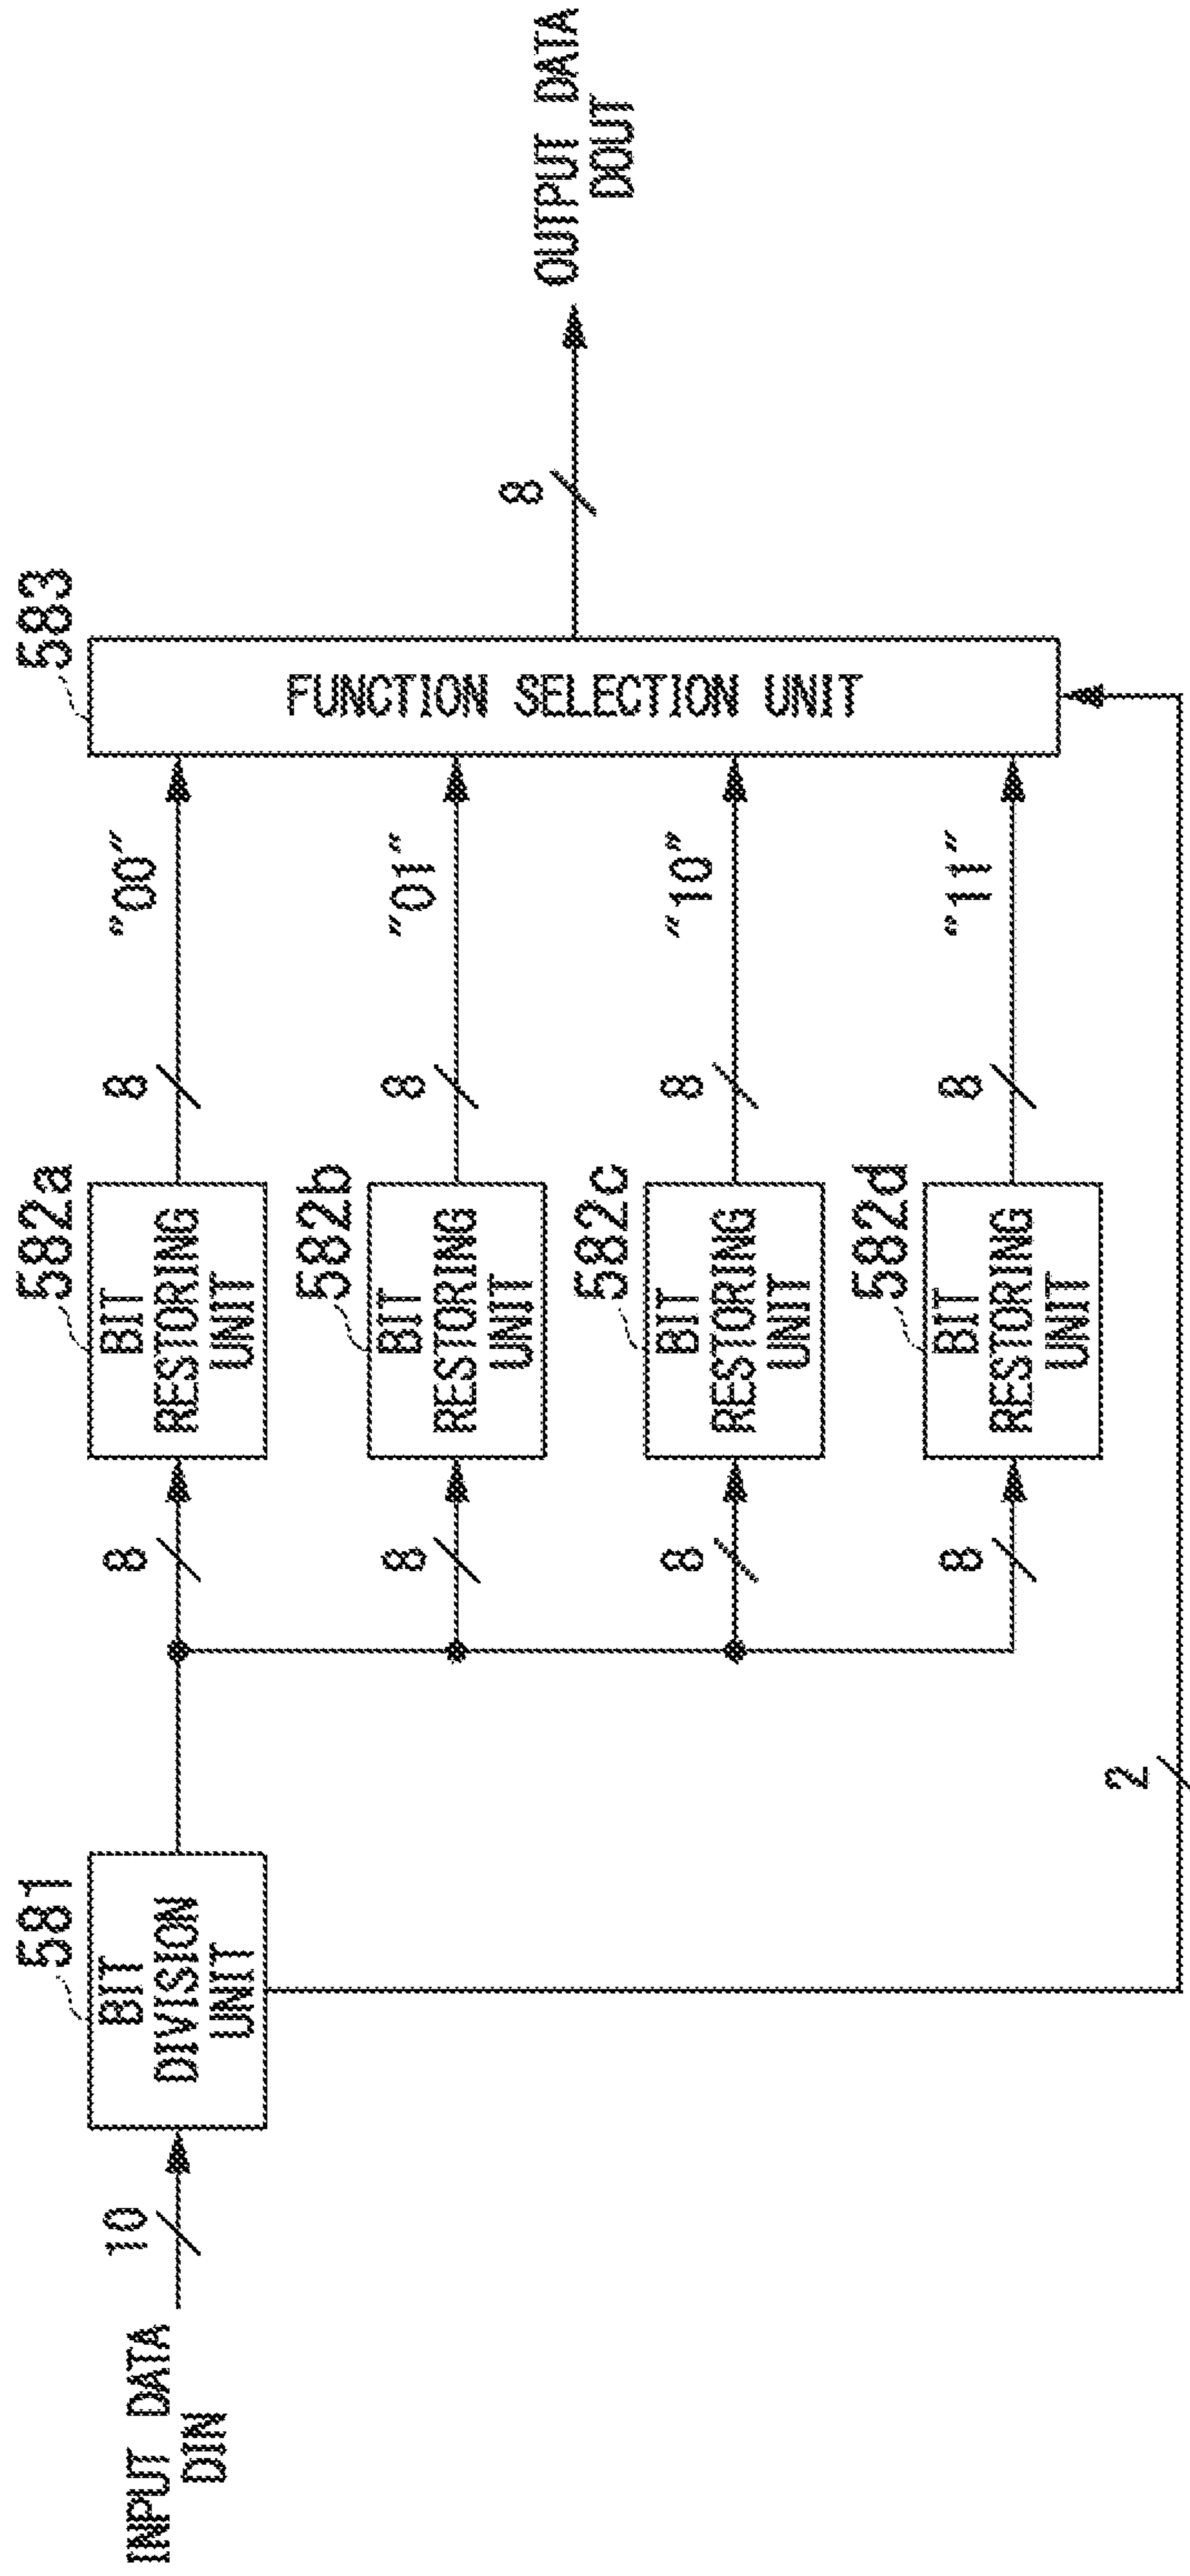 INPUT DATA
DIN
10
581
BIT
DIVISION
UNIT
2
8
582a
BIT
RESTORING
UNIT
8
"00"
8
582b
BIT
RESTORING
UNIT
8
"01"
8
582c
BIT
RESTORING
UNIT
8
"10"
8
582d
BIT
RESTORING
UNIT
8
"11"
583
FUNCTION SELECTION UNIT
8
OUTPUT DATA
DOUT